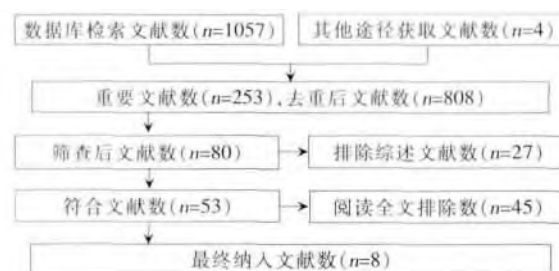 数据库检索文献数(n=1057)
其他途径获取文献数(n=4)
重要文献数(n=253),去重后文献数(n=808)
筛查后文献数(n=80)
排除综述文献数(n=27)
符合文献数(n=53)
阅读全文排除数(n=45)
最终纳入文献数(n=8)